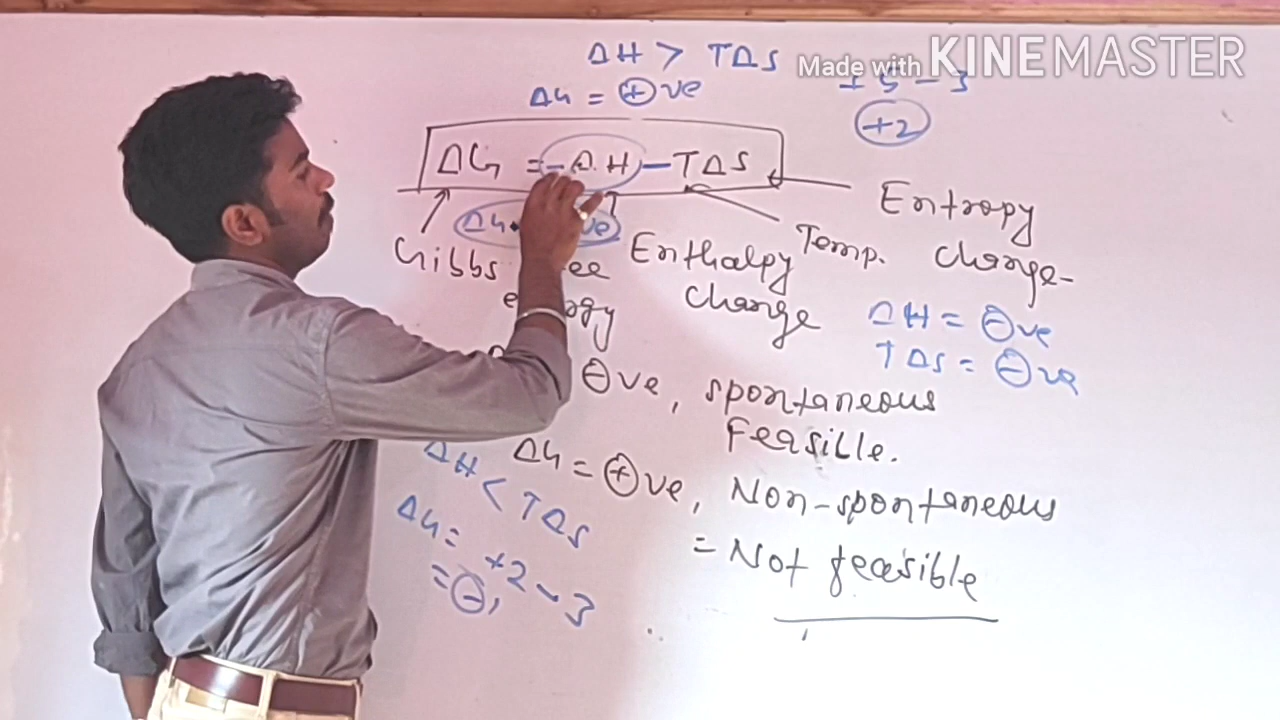 ΔH > TΔS
Made with KINEMASTER
ΔG = ⊕ve
+5 - 3
+2
ΔG = - ΔH - TΔS
Entropy
change-
Temp.
Enthalpy
change
Gibbs
ΔH = ⊖ve
TΔS = ⊖ve
⊖ve, spontaneous
Feasible.
ΔG = ⊕ve, Non-spontaneous
= Not feasible
ΔH < TΔS
ΔG = +2 - 3
= ⊖,